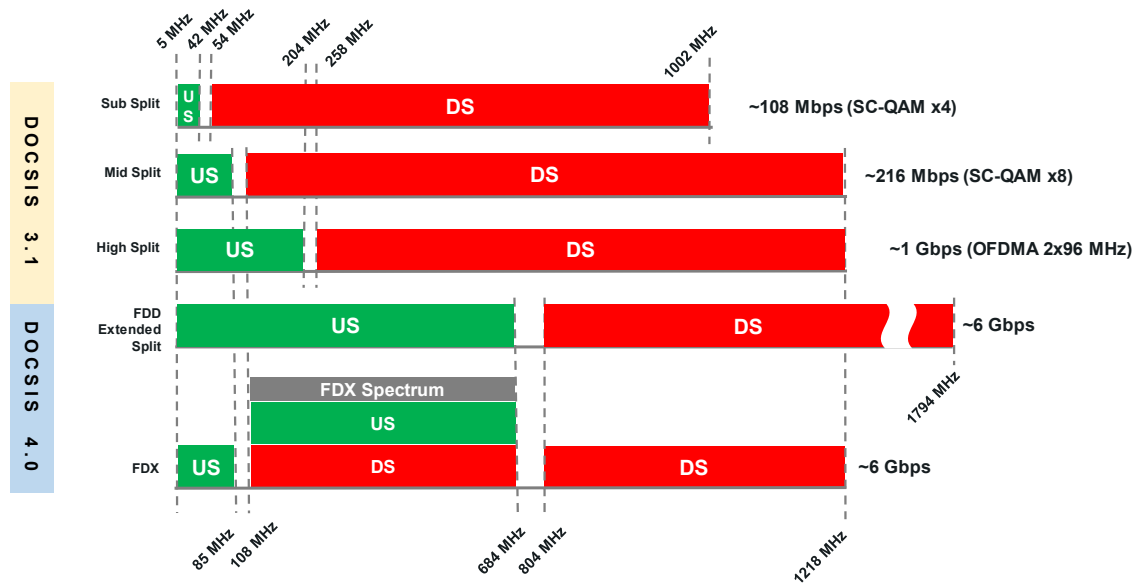 5 MHz
42 MHz
54 MHz
204 MHz
258 MHz
1002 MHz
DOCSIS 3.1
Sub Split
US
DS
~108 Mbps (SC-QAM x4)
Mid Split
US
DS
~216 Mbps (SC-QAM x8)
High Split
US
DS
~1 Gbps (OFDMA 2x96 MHz)
DOCSIS 4.0
FDD
Extended
Split
US
DS
~6 Gbps
1794 MHz
FDX Spectrum
US
FDX
US
DS
DS
~6 Gbps
85 MHz
108 MHz
684 MHz
804 MHz
1218 MHz